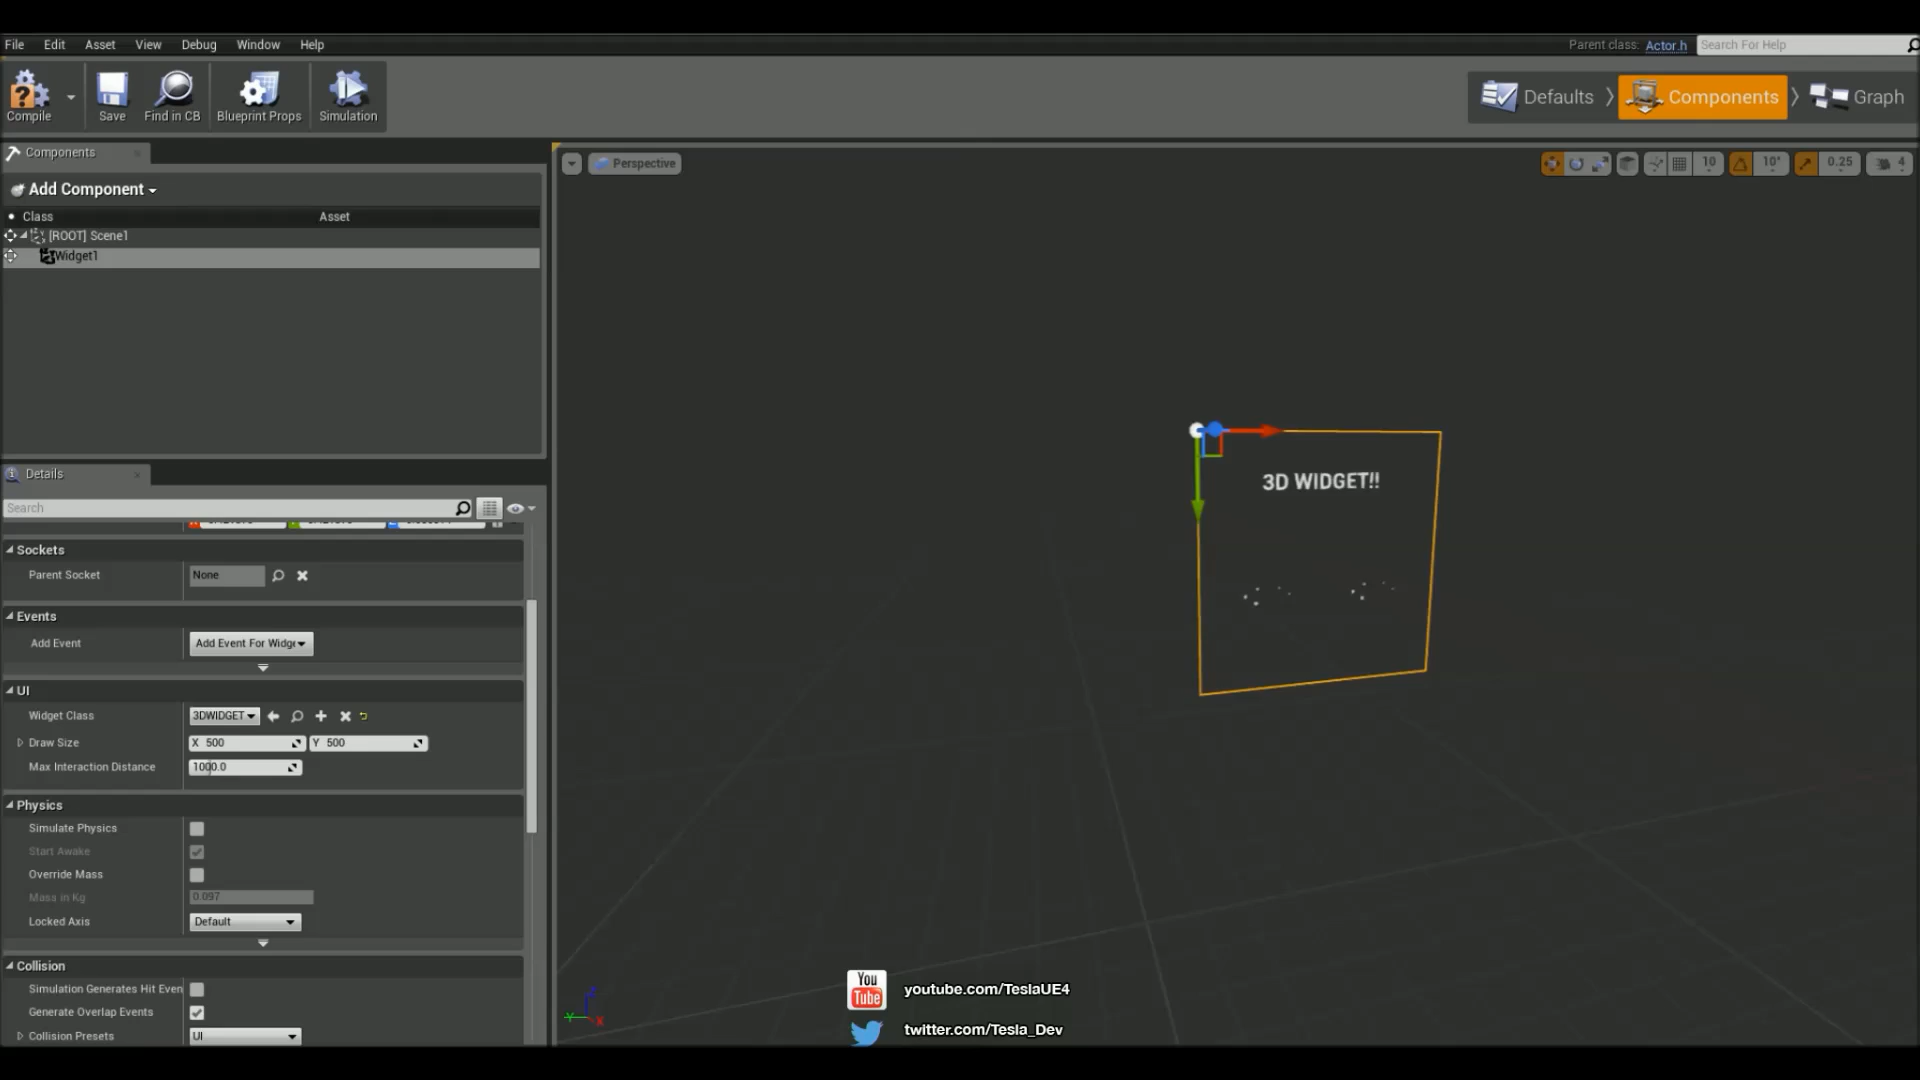 File Edit Asset View Debug Window Help
Parent class: Actor.h Search For Help
Compile Save Find in CB Blueprint Props Simulation
Defaults Components Graph
Components
Perspective
10 10° 0.25 4
Add Component
Class Asset
[ROOT] Scene1
Widget1
3D WIDGET!!
Details
Search
Sockets
Parent Socket None
Events
Add Event Add Event For Widge
UI
Widget Class 3DWIDGET
Draw Size X 500 Y 500
Max Interaction Distance 1000.0
Physics
Simulate Physics
Start Awake
Override Mass
Mass in Kg 0.097
Locked Axis Default
Collision
Simulation Generates Hit Even
Generate Overlap Events
Collision Presets UI
You Tube youtube.com/TeslaUE4
twitter.com/Tesla_Dev